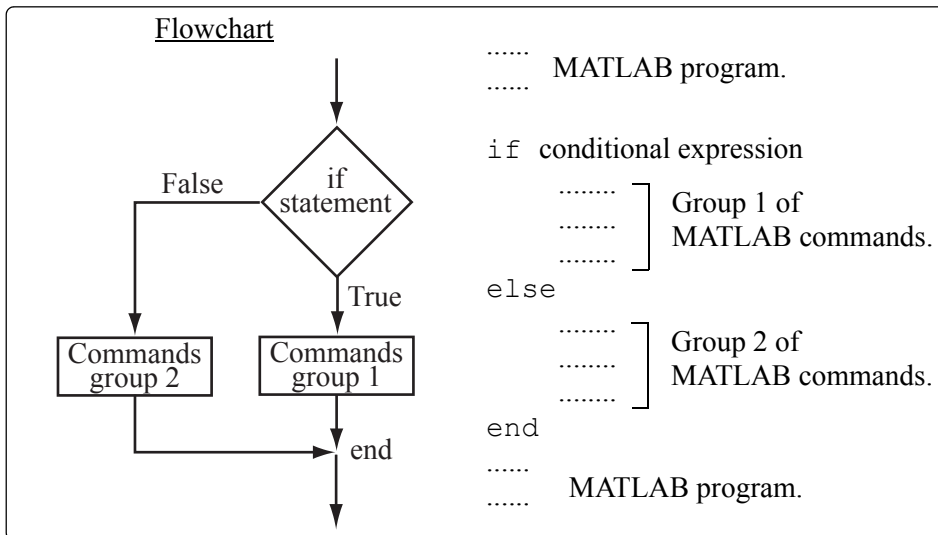 Flowchart
if
statement
False
True
Commands
group 2
Commands
group 1
end
...... MATLAB program.
......
if conditional expression
........ Group 1 of
........ MATLAB commands.
........
else
........ Group 2 of
........ MATLAB commands.
........
end
......
...... MATLAB program.